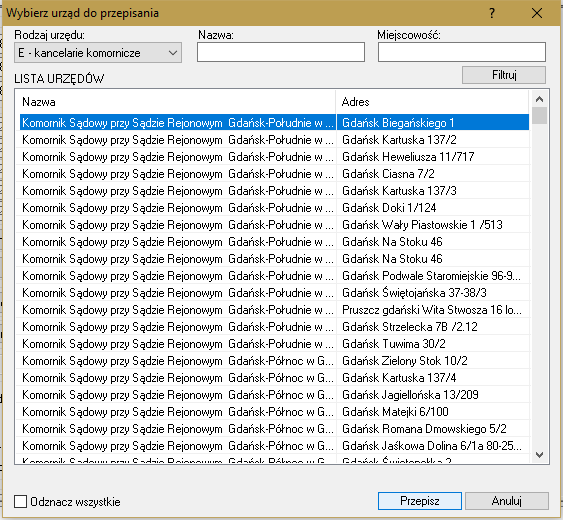 Wybierz urząd do przepisania
Rodzaj urzędu: Nazwa: Miejscowość:
E - kancelarie komornicze
LISTA URZĘDÓW Filtruj
Nazwa Adres
Komornik Sądowy przy Sądzie Rejonowym Gdańsk-Południe w ... Gdańsk Biegańskiego 1
Komornik Sądowy przy Sądzie Rejonowym Gdańsk-Południe w ... Gdańsk Kartuska 137/2
Komornik Sądowy przy Sądzie Rejonowym Gdańsk-Południe w ... Gdańsk Heweliusza 11/717
Komornik Sądowy przy Sądzie Rejonowym Gdańsk-Południe w ... Gdańsk Ciasna 7/2
Komornik Sądowy przy Sądzie Rejonowym Gdańsk-Południe w ... Gdańsk Kartuska 137/3
Komornik Sądowy przy Sądzie Rejonowym Gdańsk-Południe w ... Gdańsk Doki 1/124
Komornik Sądowy przy Sądzie Rejonowym Gdańsk-Południe w ... Gdańsk Wały Piastowskie 1 /513
Komornik Sądowy przy Sądzie Rejonowym Gdańsk-Południe w ... Gdańsk Na Stoku 46
Komornik Sądowy przy Sądzie Rejonowym Gdańsk-Południe w ... Gdańsk Na Stoku 46
Komornik Sądowy przy Sądzie Rejonowym Gdańsk-Południe w ... Gdańsk Podwale Staromiejskie 96-9...
Komornik Sądowy przy Sądzie Rejonowym Gdańsk-Południe w ... Gdańsk Świętojańska 37-38/3
Komornik Sądowy przy Sądzie Rejonowym Gdańsk-Południe w ... Pruszcz gdański Wita Stwosza 16 lo...
Komornik Sądowy przy Sądzie Rejonowym Gdańsk-Południe w ... Gdańsk Strzelecka 7B /2.12
Komornik Sądowy przy Sądzie Rejonowym Gdańsk-Południe w ... Gdańsk Tuwima 30/2
Komornik Sądowy przy Sądzie Rejonowym Gdańsk-Północ w G... Gdańsk Zielony Stok 10/2
Komornik Sądowy przy Sądzie Rejonowym Gdańsk-Północ w G... Gdańsk Kartuska 137/4
Komornik Sądowy przy Sądzie Rejonowym Gdańsk-Północ w G... Gdańsk Jagiellońska 13/209
Komornik Sądowy przy Sądzie Rejonowym Gdańsk-Północ w G... Gdańsk Matejki 6/100
Komornik Sądowy przy Sądzie Rejonowym Gdańsk-Północ w G... Gdańsk Romana Dmowskiego 5/2
Komornik Sądowy przy Sądzie Rejonowym Gdańsk-Północ w G... Gdańsk Jaśkowa Dolina 6/1a 80-25...
Komornik Sądowy przy Sądzie Rejonowym Gdańsk-Północ w G... Gdańsk Świętopełka 2
Odznacz wszystkie Przepisz Anuluj